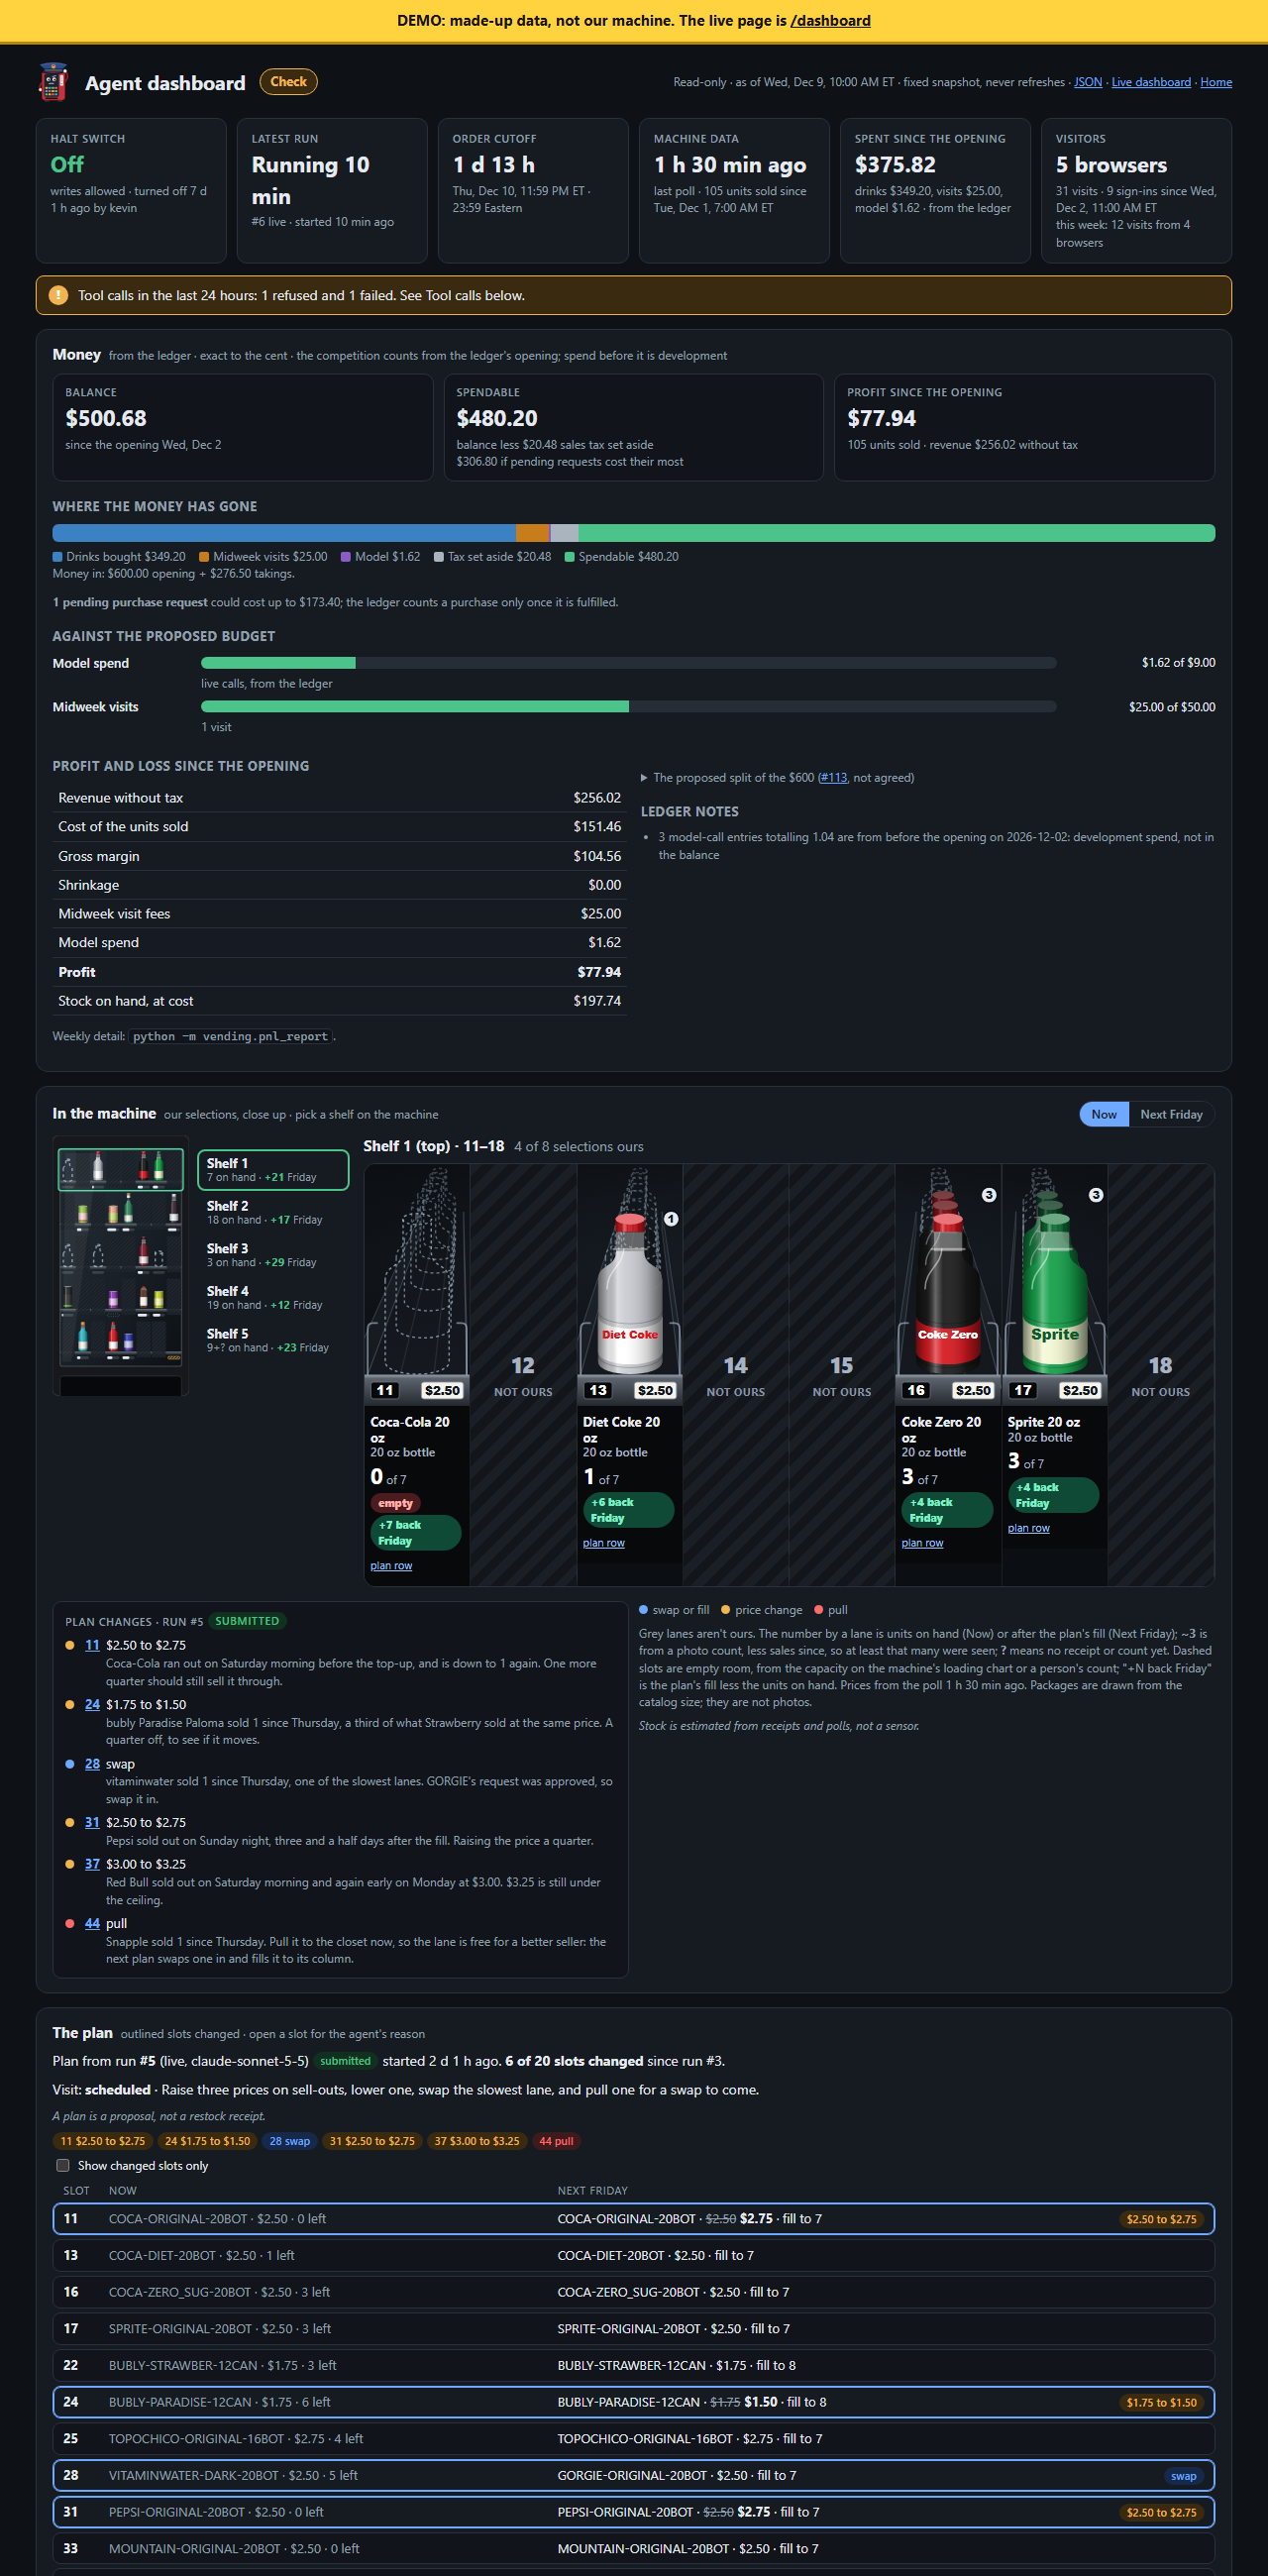 DEMO: made-up data, not our machine. The live page is /dashboard
Agent dashboard
Check
Read-only · as of Wed, Dec 9, 10:00 AM ET · fixed snapshot, never refreshes · JSON · Live dashboard · Home
HALT SWITCH
Off
writes allowed · turned off 7 d
1 h ago by kevin
LATEST RUN
Running 10
min
#6 live · started 10 min ago
ORDER CUTOFF
1 d 13 h
Thu, Dec 10, 11:59 PM ET ·
23:59 Eastern
MACHINE DATA
1 h 30 min ago
last poll · 105 units sold since
Tue, Dec 1, 7:00 AM ET
SPENT SINCE THE OPENING
$375.82
drinks $349.20, visits $25.00,
model $1.62 · from the ledger
VISITORS
5 browsers
31 visits · 9 sign-ins since Wed,
Dec 2, 11:00 AM ET
this week: 12 visits from 4
browsers
! Tool calls in the last 24 hours: 1 refused and 1 failed. See Tool calls below.
Money from the ledger · exact to the cent · the competition counts from the ledger's opening; spend before it is development
BALANCE
$500.68
since the opening Wed, Dec 2
SPENDABLE
$480.20
balance less $20.48 sales tax set aside
$306.80 if pending requests cost their most
PROFIT SINCE THE OPENING
$77.94
105 units sold · revenue $256.02 without tax
WHERE THE MONEY HAS GONE
Drinks bought $349.20 Midweek visits $25.00 Model $1.62 Tax set aside $20.48 Spendable $480.20
Money in: $600.00 opening + $276.50 takings.
1 pending purchase request could cost up to $173.40; the ledger counts a purchase only once it is fulfilled.
AGAINST THE PROPOSED BUDGET
Model spend $1.62 of $9.00
live calls, from the ledger
Midweek visits $25.00 of $50.00
1 visit
PROFIT AND LOSS SINCE THE OPENING
Revenue without tax $256.02
Cost of the units sold $151.46
Gross margin $104.56
Shrinkage $0.00
Midweek visit fees $25.00
Model spend $1.62
Profit $77.94
Stock on hand, at cost $197.74
Weekly detail: python -m vending.pnl_report.
▶ The proposed split of the $600 (#113, not agreed)
LEDGER NOTES
• 3 model-call entries totalling 1.04 are from before the opening on 2026-12-02: development spend, not in
the balance
In the machine our selections, close up · pick a shelf on the machine
Now Next Friday
Shelf 1
7 on hand · +21 Friday
Shelf 2
18 on hand · +17 Friday
Shelf 3
3 on hand · +29 Friday
Shelf 4
19 on hand · +12 Friday
Shelf 5
9+? on hand · +23 Friday
Shelf 1 (top) · 11–18 4 of 8 selections ours
11 $2.50
Coca-Cola 20
oz
20 oz bottle
0 of 7
empty
+7 back
Friday
plan row
12
NOT OURS
1
Diet Coke
13 $2.50
Diet Coke 20
oz
20 oz bottle
1 of 7
+6 back
Friday
plan row
14
NOT OURS
15
NOT OURS
3
Coke Zero
16 $2.50
Coke Zero 20
oz
20 oz bottle
3 of 7
+4 back
Friday
plan row
3
Sprite
17 $2.50
Sprite 20 oz
20 oz bottle
3 of 7
+4 back
Friday
plan row
18
NOT OURS
PLAN CHANGES · RUN #5 SUBMITTED
11 $2.50 to $2.75
Coca-Cola ran out on Saturday morning before the top-up, and is down to 1 again. One more
quarter should still sell it through.
24 $1.75 to $1.50
bubly Paradise Paloma sold 1 since Thursday, a third of what Strawberry sold at the same price. A
quarter off, to see if it moves.
28 swap
vitaminwater sold 1 since Thursday, one of the slowest lanes. GORGIE's request was approved, so
swap it in.
31 $2.50 to $2.75
Pepsi sold out on Sunday night, three and a half days after the fill. Raising the price a quarter.
37 $3.00 to $3.25
Red Bull sold out on Saturday morning and again early on Monday at $3.00. $3.25 is still under
the ceiling.
44 pull
Snapple sold 1 since Thursday. Pull it to the closet now, so the lane is free for a better seller: the
next plan swaps one in and fills it to its column.
swap or fill price change pull
Grey lanes aren't ours. The number by a lane is units on hand (Now) or after the plan's fill (Next Friday); ~3 is
from a photo count, less sales since, so at least that many were seen; ? means no receipt or count yet. Dashed
slots are empty room, from the capacity on the machine's loading chart or a person's count; "+N back Friday"
is the plan's fill less the units on hand. Prices from the poll 1 h 30 min ago. Packages are drawn from the
catalog size; they are not photos.
Stock is estimated from receipts and polls, not a sensor.
The plan outlined slots changed · open a slot for the agent's reason
Plan from run #5 (live, claude-sonnet-5-5) submitted started 2 d 1 h ago. 6 of 20 slots changed since run #3.
Visit: scheduled · Raise three prices on sell-outs, lower one, swap the slowest lane, and pull one for a swap to come.
A plan is a proposal, not a restock receipt.
11 $2.50 to $2.75 24 $1.75 to $1.50 28 swap 31 $2.50 to $2.75 37 $3.00 to $3.25 44 pull
Show changed slots only
SLOT NOW NEXT FRIDAY
11 COCA-ORIGINAL-20BOT · $2.50 · 0 left COCA-ORIGINAL-20BOT · $2.50 $2.75 · fill to 7 $2.50 to $2.75
13 COCA-DIET-20BOT · $2.50 · 1 left COCA-DIET-20BOT · $2.50 · fill to 7
16 COCA-ZERO_SUG-20BOT · $2.50 · 3 left COCA-ZERO_SUG-20BOT · $2.50 · fill to 7
17 SPRITE-ORIGINAL-20BOT · $2.50 · 3 left SPRITE-ORIGINAL-20BOT · $2.50 · fill to 7
22 BUBLY-STRAWBER-12CAN · $1.75 · 3 left BUBLY-STRAWBER-12CAN · $1.75 · fill to 8
24 BUBLY-PARADISE-12CAN · $1.75 · 6 left BUBLY-PARADISE-12CAN · $1.75 $1.50 · fill to 8 $1.75 to $1.50
25 TOPOCHICO-ORIGINAL-16BOT · $2.75 · 4 left TOPOCHICO-ORIGINAL-16BOT · $2.75 · fill to 7
28 VITAMINWATER-DARK-20BOT · $2.50 · 5 left GORGIE-ORIGINAL-20BOT · $2.50 · fill to 7 swap
31 PEPSI-ORIGINAL-20BOT · $2.50 · 0 left PEPSI-ORIGINAL-20BOT · $2.50 $2.75 · fill to 7 $2.50 to $2.75
33 MOUNTAIN-ORIGINAL-20BOT · $2.50 · 0 left MOUNTAIN-ORIGINAL-20BOT · $2.50 · fill to 7